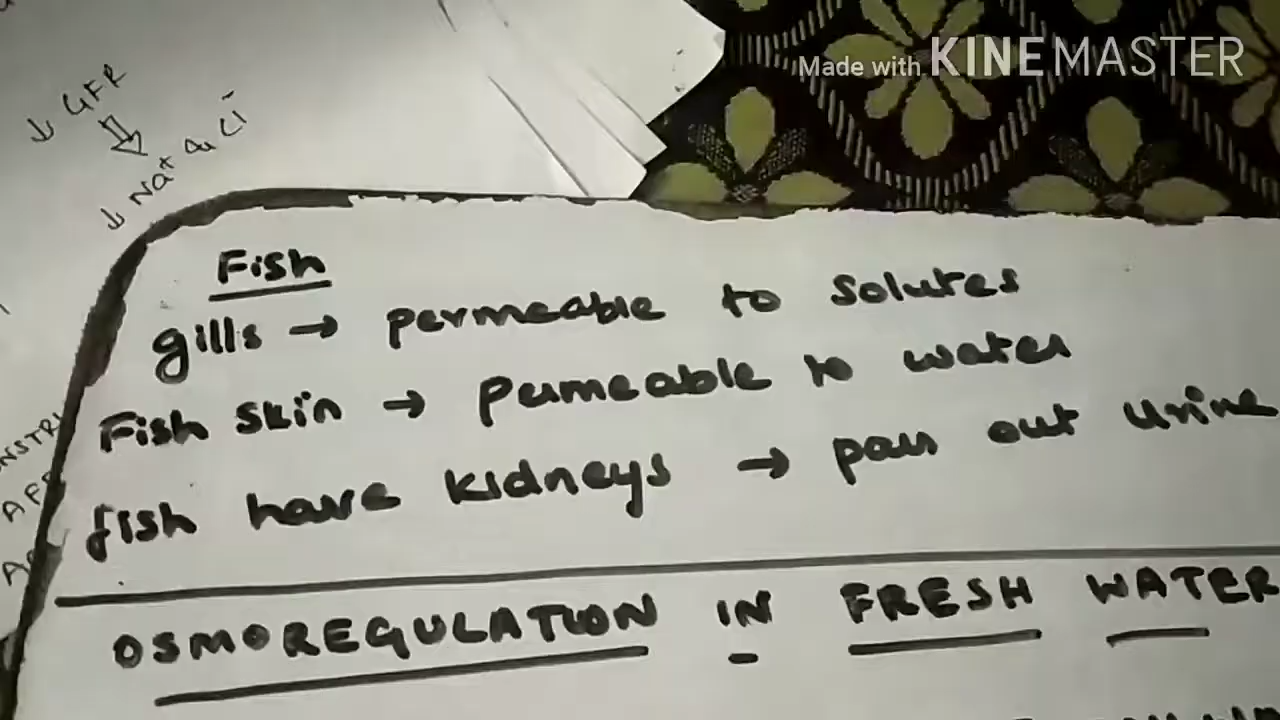 Made with KINEMASTER
↓ GFR
↓ Na+ & Cl-
Fish
gills → permeable to solutes
Fish skin → permeable to water
fish have kidneys → pass out urine
OSMOREGULATION IN FRESH WATER